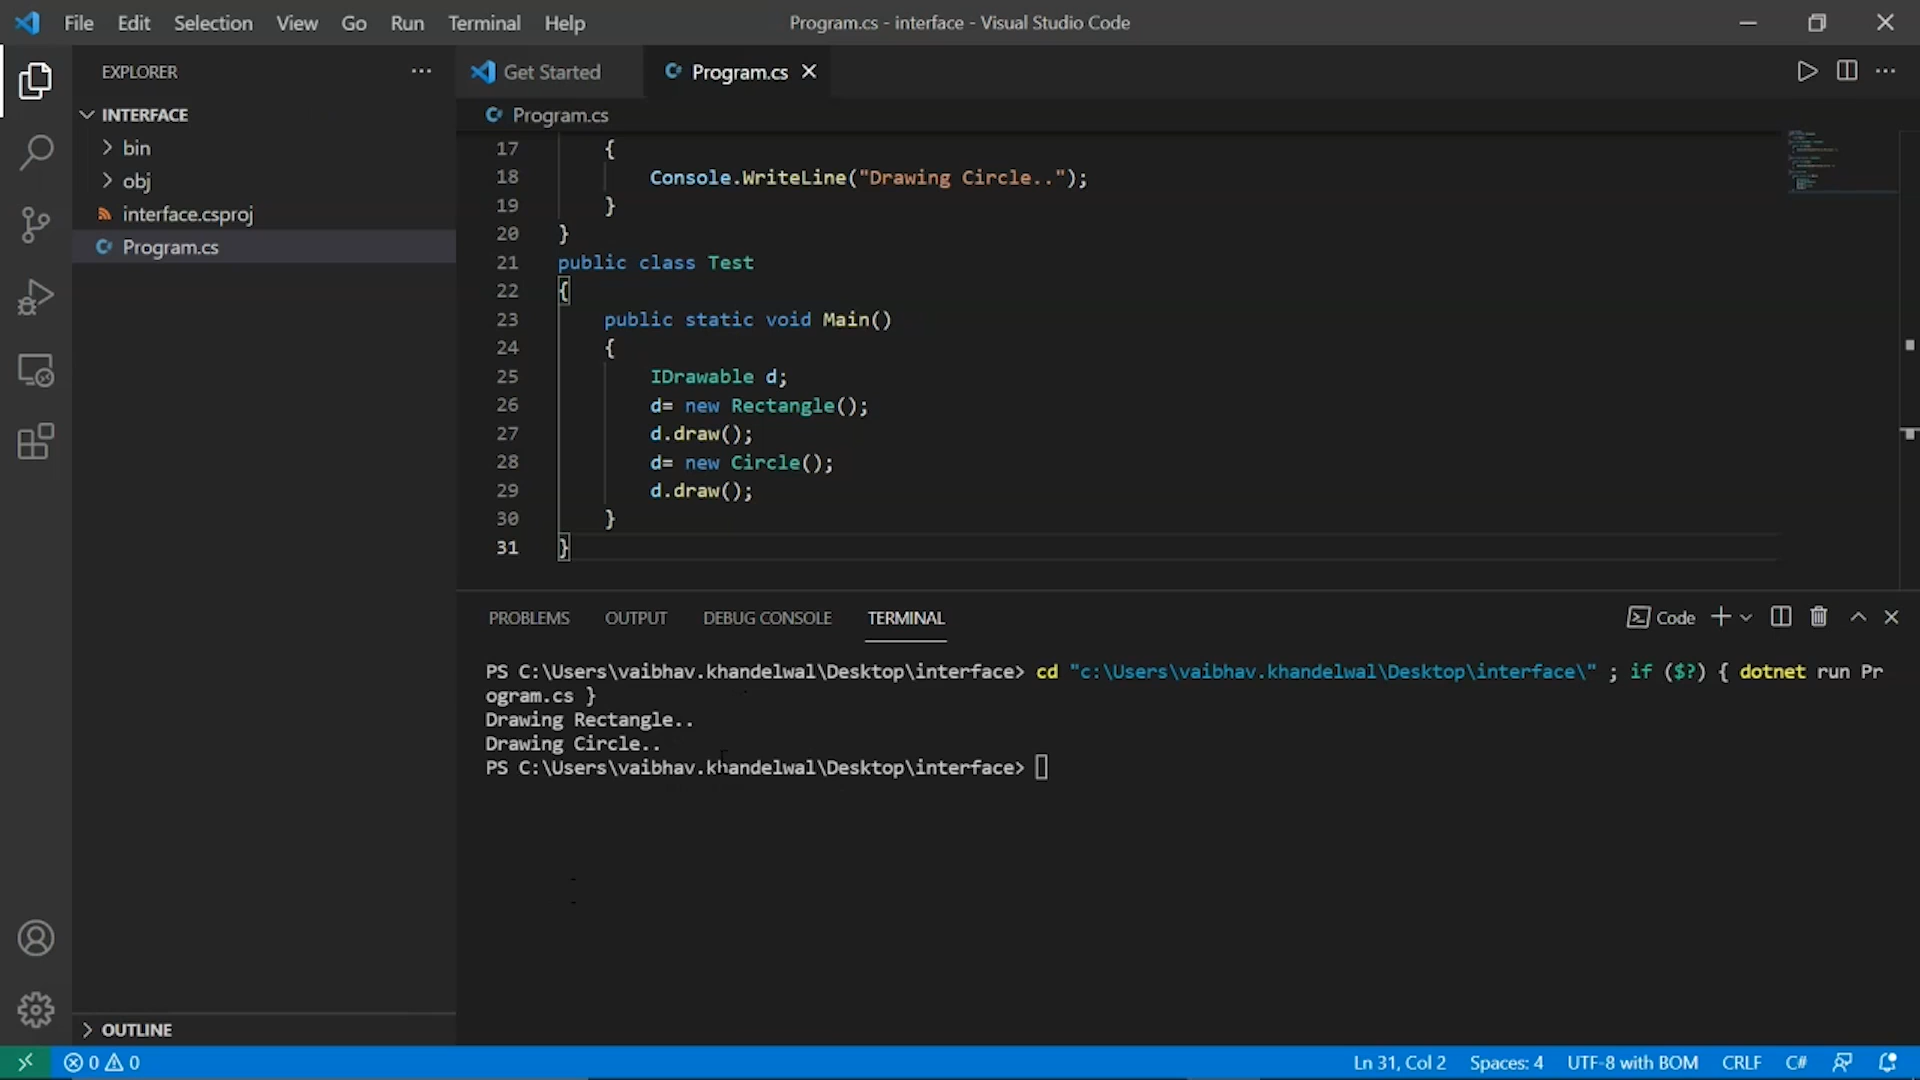 File Edit Selection View Go Run Terminal Help Program.cs - interface - Visual Studio Code
EXPLORER
INTERFACE
bin
obj
interface.csproj
Program.cs
OUTLINE
Get Started Program.cs
Program.cs
17 {
18 Console.WriteLine("Drawing Circle..");
19 }
20 }
21 public class Test
22 {
23 public static void Main()
24 {
25 IDrawable d;
26 d= new Rectangle();
27 d.draw();
28 d= new Circle();
29 d.draw();
30 }
31 }
PROBLEMS OUTPUT DEBUG CONSOLE TERMINAL Code
PS C:\Users\vaibhav.khandelwal\Desktop\interface> cd "c:\Users\vaibhav.khandelwal\Desktop\interface\" ; if ($?) { dotnet run Pr
ogram.cs }
Drawing Rectangle..
Drawing Circle..
PS C:\Users\vaibhav.khandelwal\Desktop\interface>
0 0 Ln 31, Col 2 Spaces: 4 UTF-8 with BOM CRLF C#